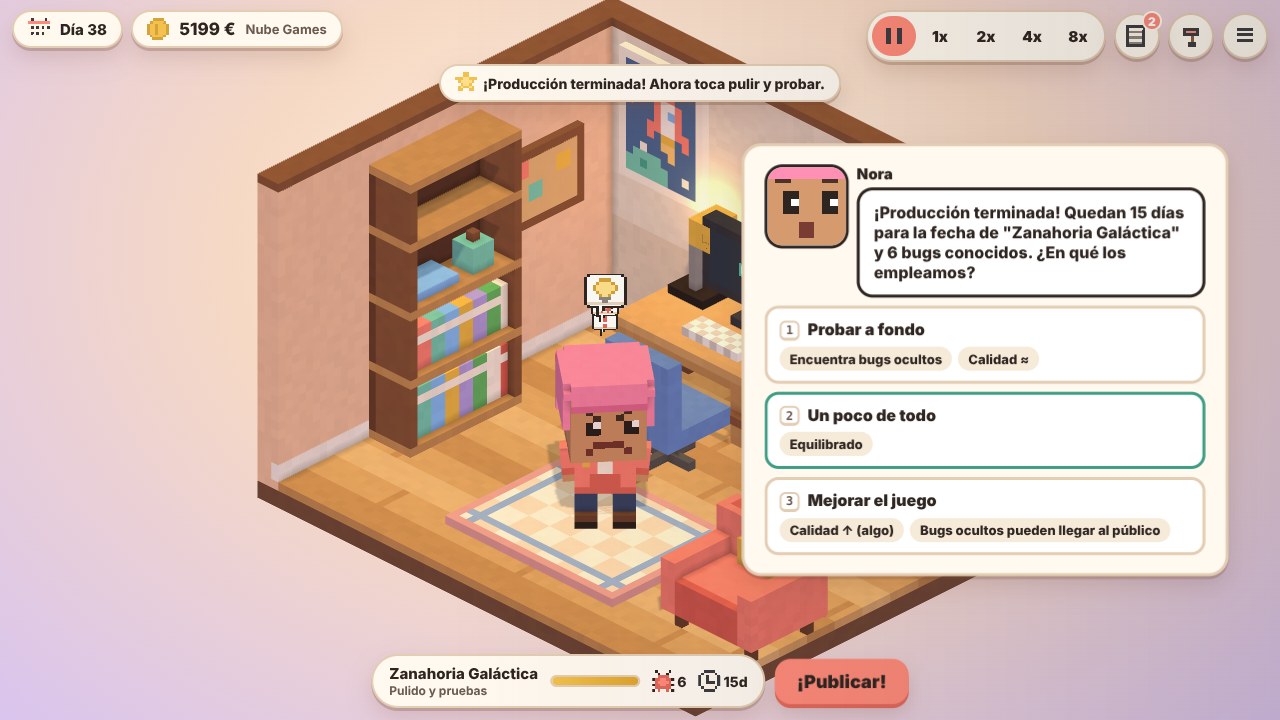 Día 38
5199 € Nube Games
1x 2x 4x 8x
2
¡Producción terminada! Ahora toca pulir y probar.
Nora
¡Producción terminada! Quedan 15 días
para la fecha de "Zanahoria Galáctica"
y 6 bugs conocidos. ¿En qué los
empleamos?
1 Probar a fondo
Encuentra bugs ocultos Calidad ≈
2 Un poco de todo
Equilibrado
3 Mejorar el juego
Calidad ↑ (algo) Bugs ocultos pueden llegar al público
Zanahoria Galáctica
Pulido y pruebas
6 15d
¡Publicar!